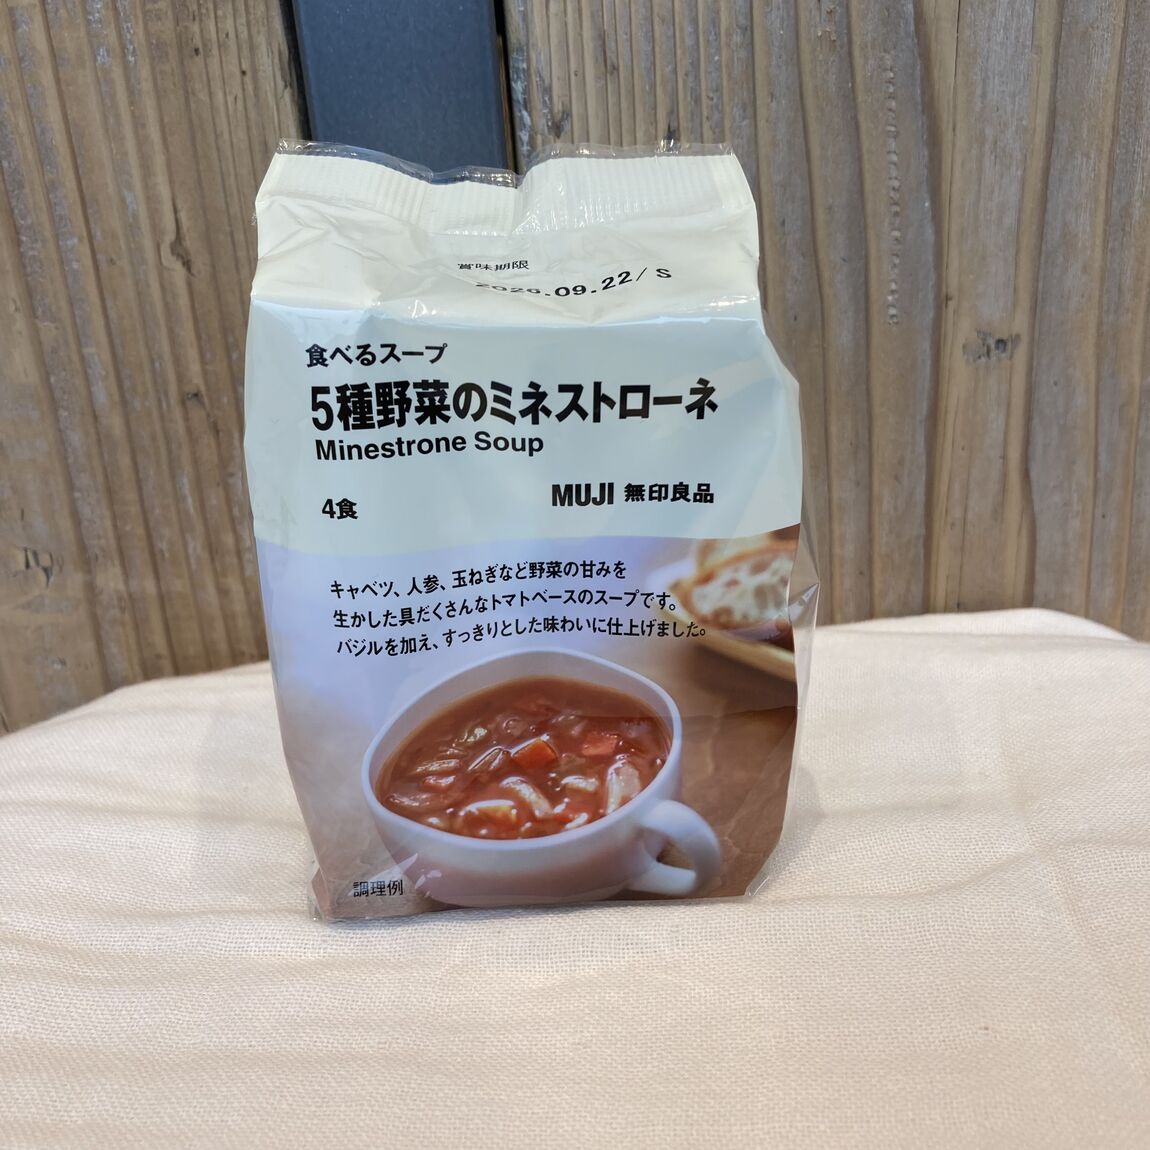 賞味期限
2026.09.22/ S
食べるスープ
5種野菜のミネストローネ
Minestrone Soup
4食
MUJI 無印良品
キャベツ、人参、玉ねぎなど野菜の甘みを
生かした具だくさんなトマトベースのスープです。
バジルを加え、すっきりとした味わいに仕上げました。
調理例